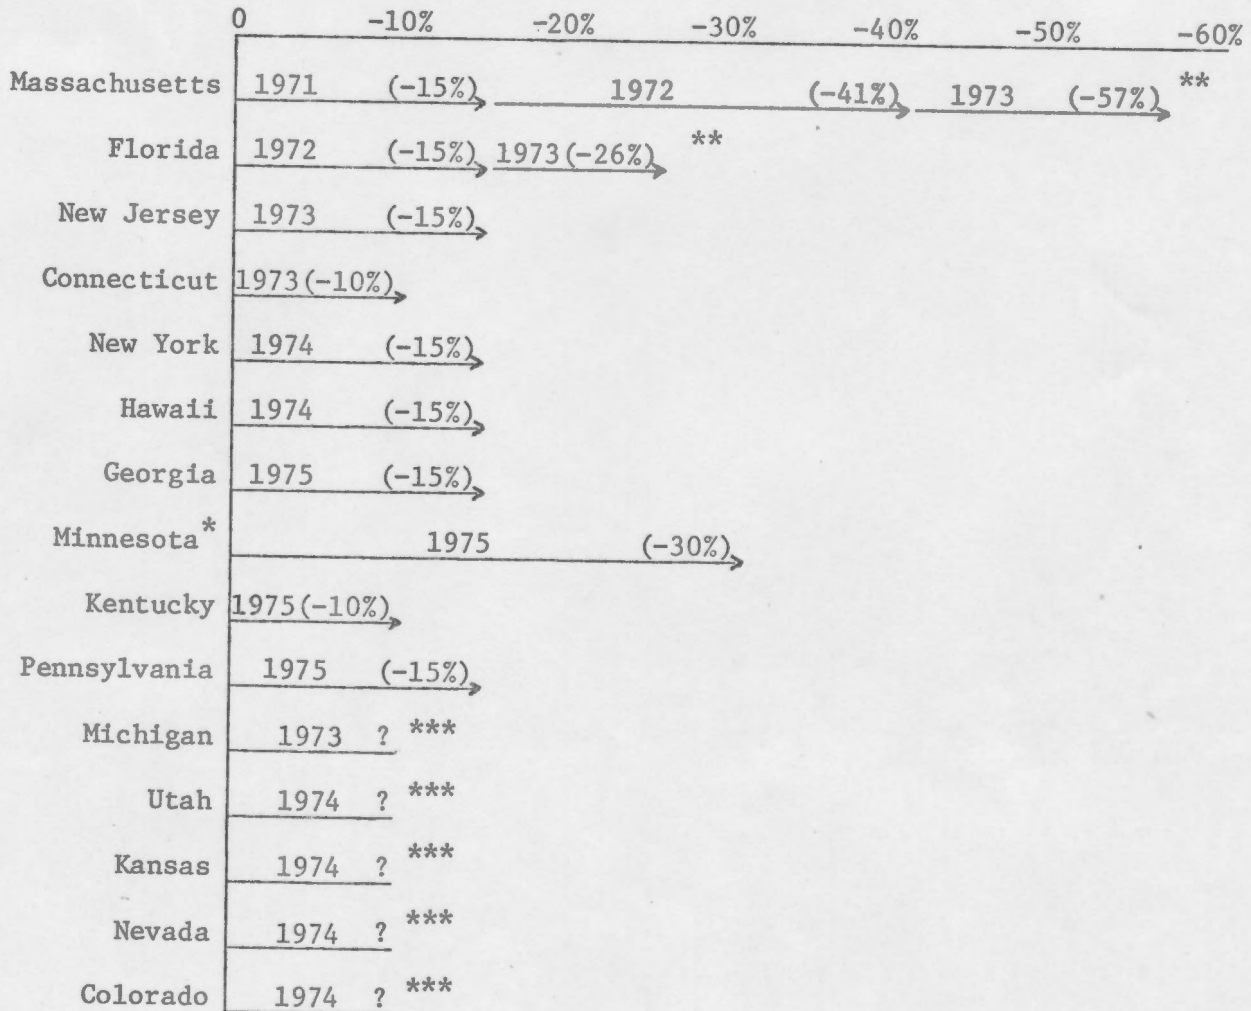 0 -10% -20% -30% -40% -50% -60%
Massachusetts 1971 (-15%) 1972 (-41%) 1973 (-57%) **
Florida 1972 (-15%) 1973 (-26%) **
New Jersey 1973 (-15%)
Connecticut 1973 (-10%)
New York 1974 (-15%)
Hawaii 1974 (-15%)
Georgia 1975 (-15%)
Minnesota* 1975 (-30%)
Kentucky 1975 (-10%)
Pennsylvania 1975 (-15%)
Michigan 1973 ? ***
Utah 1974 ? ***
Kansas 1974 ? ***
Nevada 1974 ? ***
Colorado 1974 ? ***